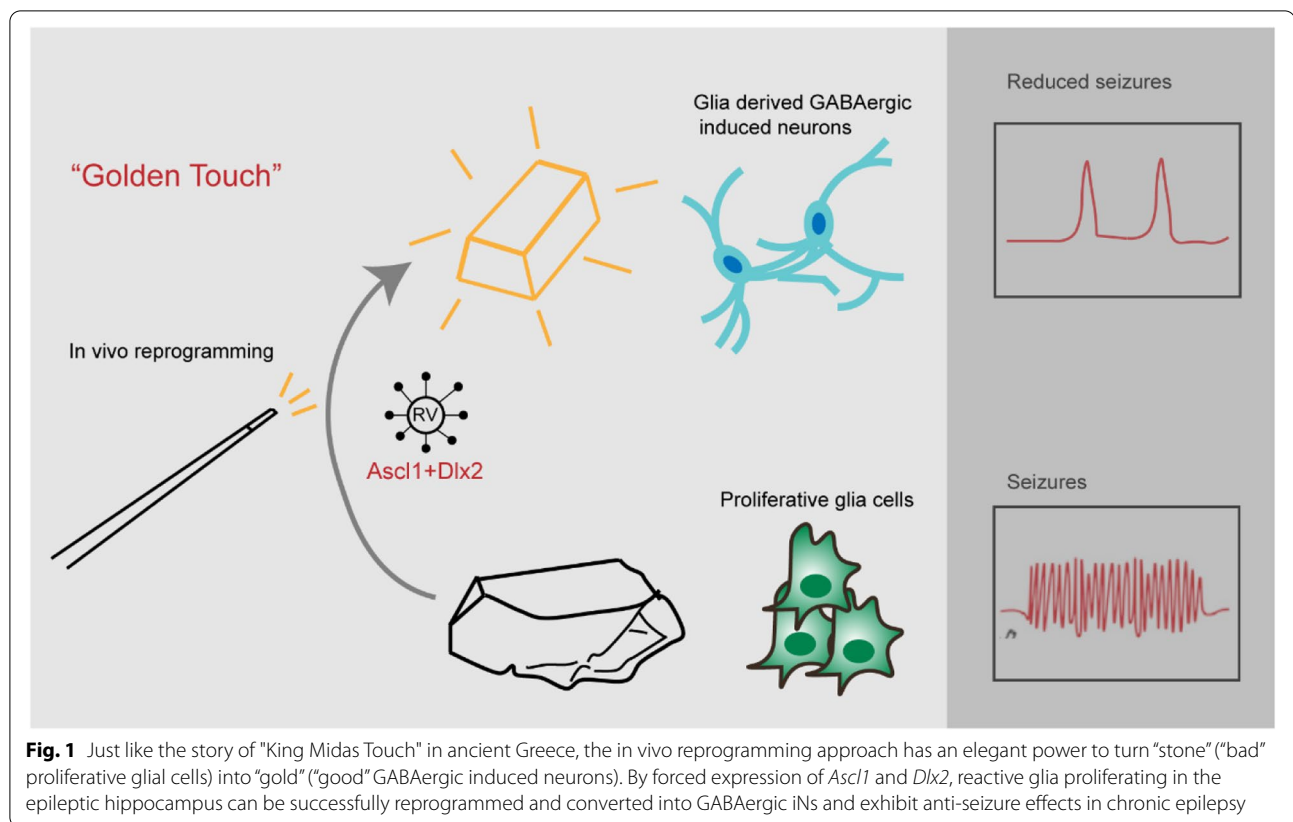 Reduced seizures
Glia derived GABAergic
induced neurons
“Golden Touch”
In vivo reprogramming
RV
Ascl1+Dlx2
Proliferative glia cells
Seizures
Fig. 1 Just like the story of "King Midas Touch" in ancient Greece, the in vivo reprogramming approach has an elegant power to turn “stone” (“bad”
proliferative glial cells) into “gold” (“good” GABAergic induced neurons). By forced expression of Ascl1 and Dlx2, reactive glia proliferating in the
epileptic hippocampus can be successfully reprogrammed and converted into GABAergic iNs and exhibit anti-seizure effects in chronic epilepsy